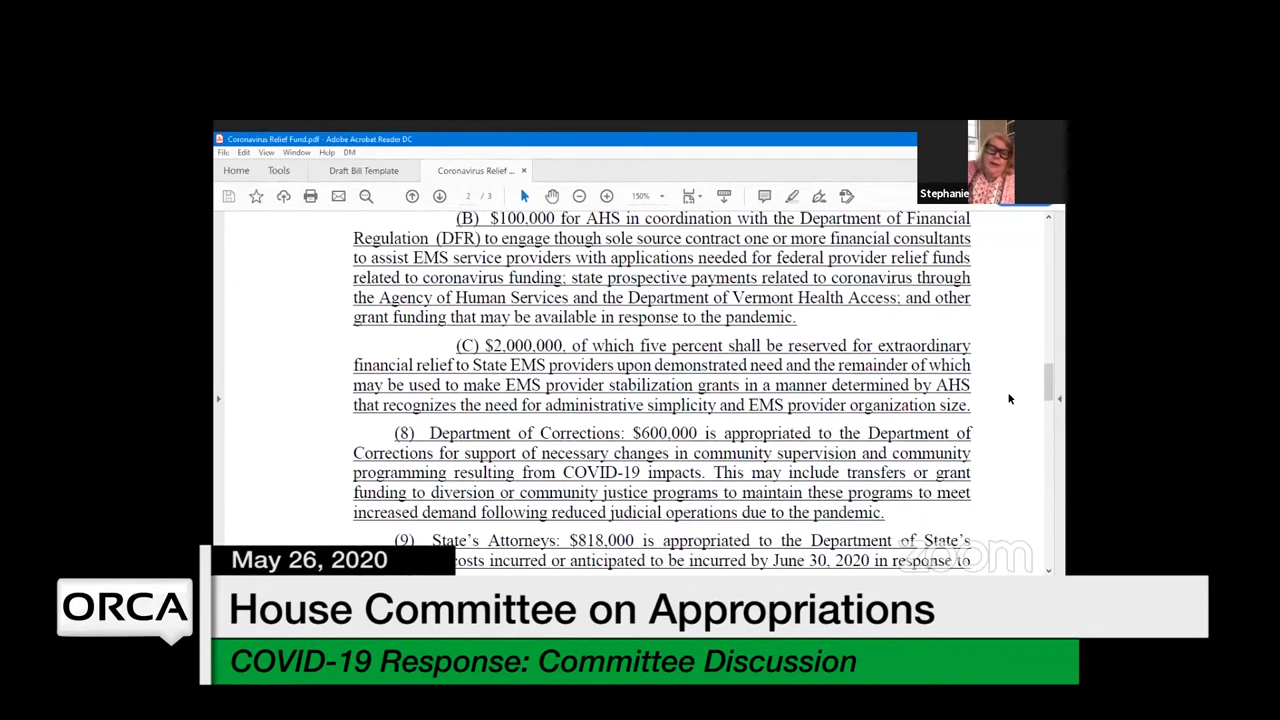 Coronavirus Relief Fund.pdf - Adobe Acrobat Reader DC
File Edit View Window Help DM
Home Tools Draft Bill Template Coronavirus Relief ... ×
2 / 3 150%
Stephanie
(B) $100,000 for AHS in coordination with the Department of Financial
Regulation (DFR) to engage though sole source contract one or more financial consultants
to assist EMS service providers with applications needed for federal provider relief funds
related to coronavirus funding; state prospective payments related to coronavirus through
the Agency of Human Services and the Department of Vermont Health Access; and other
grant funding that may be available in response to the pandemic.
(C) $2,000,000, of which five percent shall be reserved for extraordinary
financial relief to State EMS providers upon demonstrated need and the remainder of which
may be used to make EMS provider stabilization grants in a manner determined by AHS
that recognizes the need for administrative simplicity and EMS provider organization size.
(8) Department of Corrections: $600,000 is appropriated to the Department of
Corrections for support of necessary changes in community supervision and community
programming resulting from COVID-19 impacts. This may include transfers or grant
funding to diversion or community justice programs to maintain these programs to meet
increased demand following reduced judicial operations due to the pandemic.
(9) State's Attorneys: $818,000 is appropriated to the Department of State's
costs incurred or anticipated to be incurred by June 30, 2020 in response to
zoom
May 26, 2020
ORCA
House Committee on Appropriations
COVID-19 Response: Committee Discussion